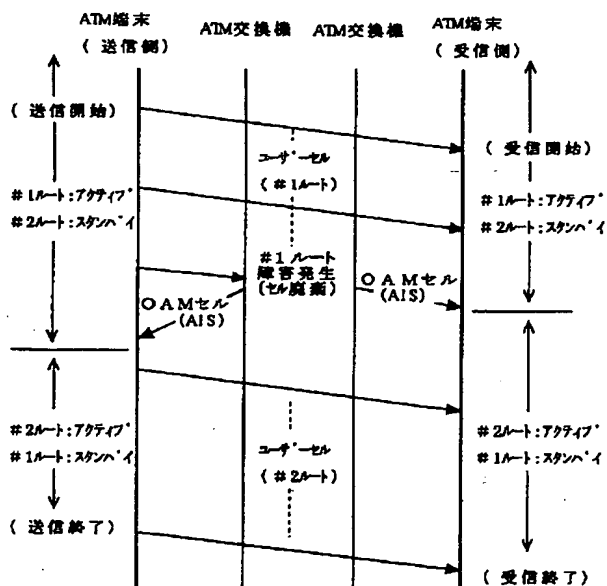 ATM端末
(送信側)
ATM交換機
ATM交換機
ATM端末
(受信側)
(送信開始)
(受信開始)
ユーザーセル
(#1ルート)
#1ルート:アクティブ
#2ルート:スタンバイ
#1ルート:アクティブ
#2ルート:スタンバイ
#1ルート
障害発生
(セル廃棄)
OAMセル
(AIS)
OAMセル
(AIS)
#2ルート:アクティブ
#1ルート:スタンバイ
ユーザーセル
(#2ルート)
#2ルート:アクティブ
#1ルート:スタンバイ
(送信終了)
(受信終了)